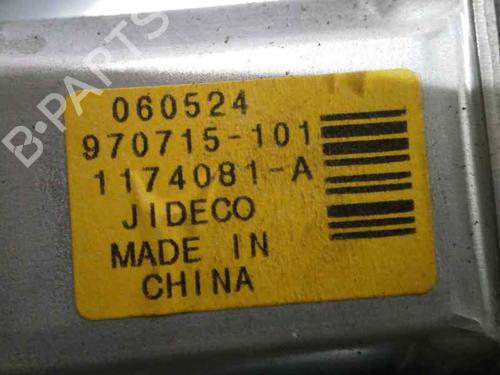 060524
970715-101
1174081-A
JIDECO
MADE IN
CHINA
B-PARTS